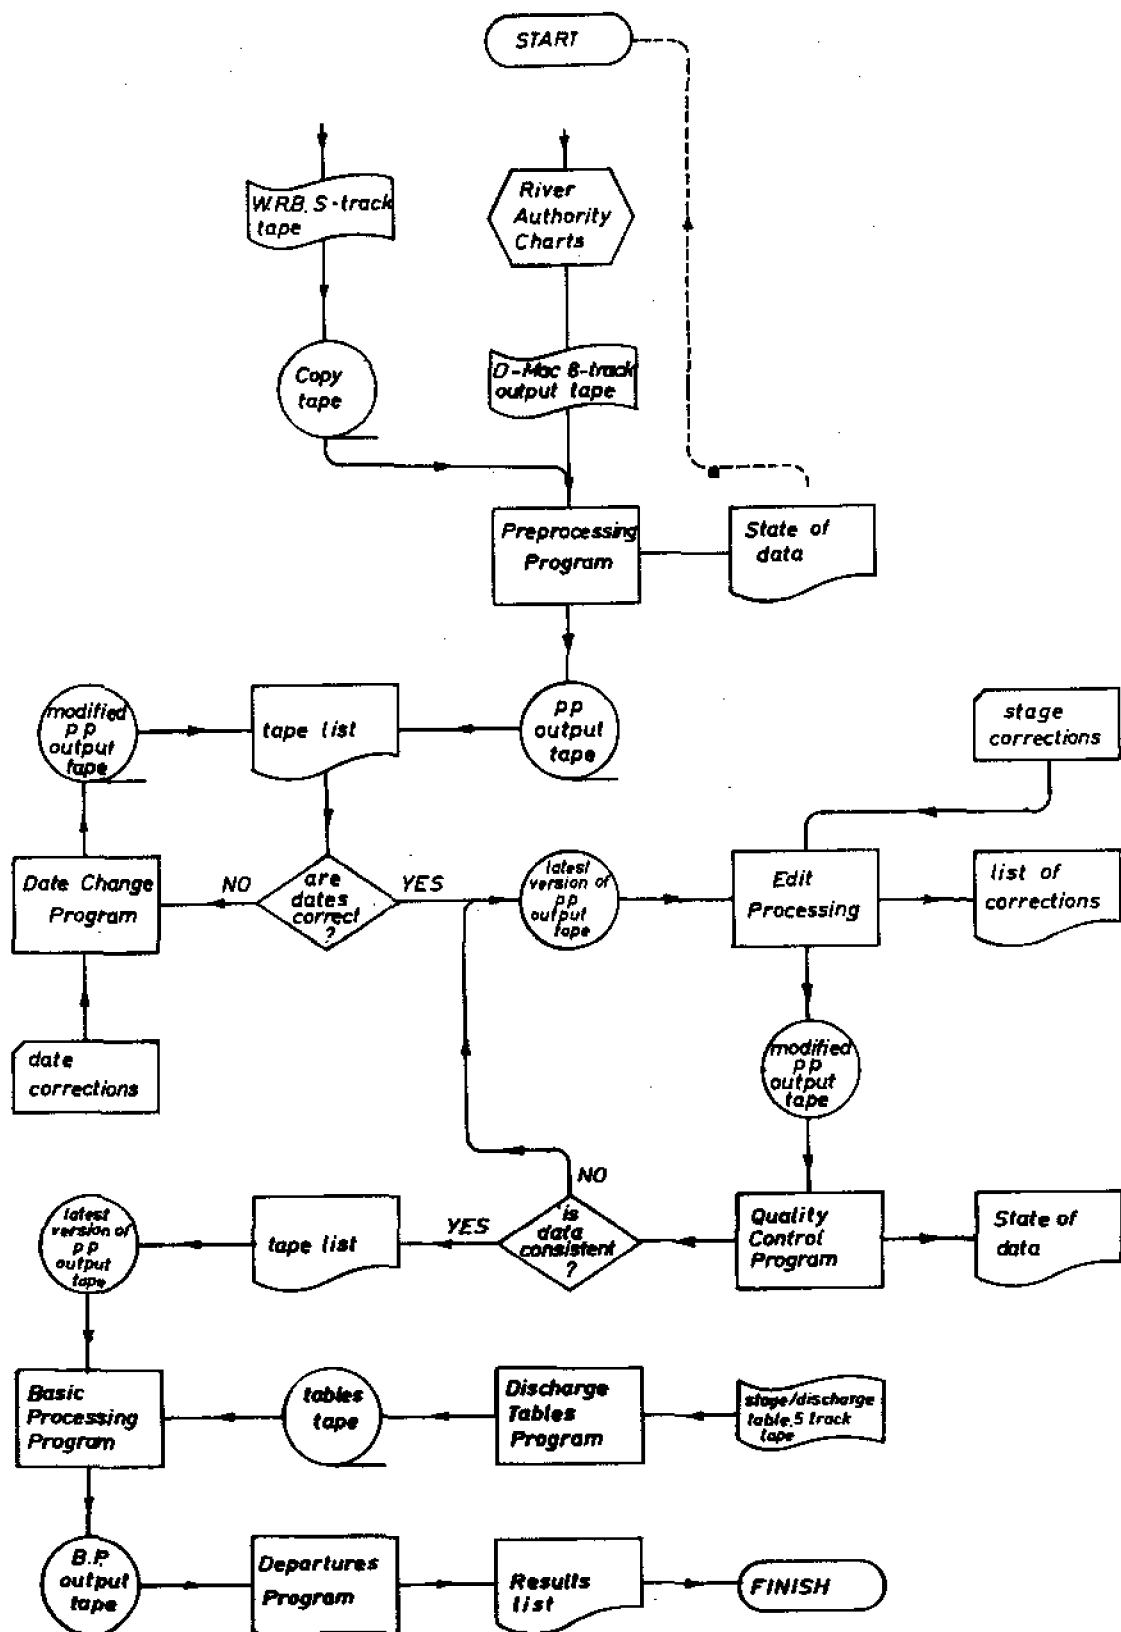 START
W.R.B. 5-track
tape
River
Authority
Charts
Copy
tape
D-Mac 8-track
output tape
Preprocessing
Program
State of
data
modified
pp
output
tape
tape list
pp
output
tape
stage
corrections
Date Change
Program
NO
are
dates
correct
?
YES
latest
version of
pp
output
tape
Edit
Processing
list of
corrections
date
corrections
modified
pp
output
tape
NO
latest
version of
pp
output
tape
tape list
YES
is
data
consistent
?
Quality
Control
Program
State of
data
Basic
Processing
Program
tables
tape
Discharge
Tables
Program
stage/discharge
table, 5 track
tape
B.P.
output
tape
Departures
Program
Results
list
FINISH